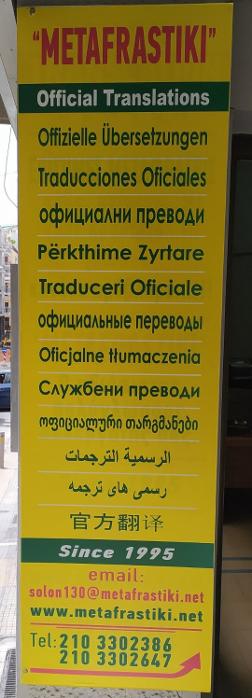 "METAFRASTIKI"
Official Translations
Offizielle Übersetzungen
Traducciones Oficiales
официални преводи
Përkthime Zyrtare
Traduceri Oficiale
официальные переводы
Oficjalne tłumaczenia
Службени преводи
ოფიციალური თარგმანები
الرسمية الترجمات
رسمی های ترجمه
官方翻译
Since 1995
email:
solon130@metafrastiki.net
www.metafrastiki.net
Tel: 210 3302386
210 3302647